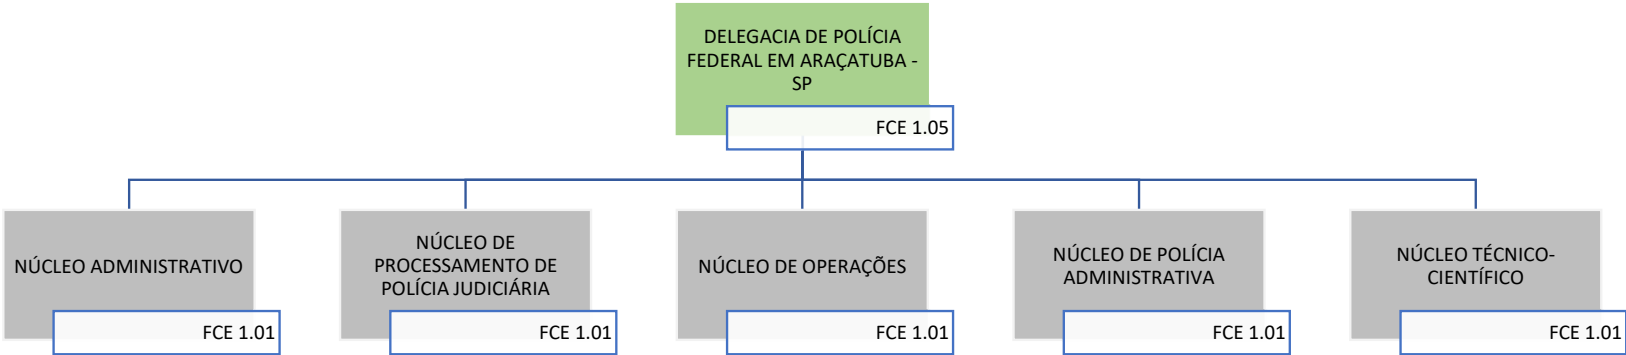 DELEGACIA DE POLÍCIA
FEDERAL EM ARAÇATUBA -
SP
FCE 1.05
NÚCLEO ADMINISTRATIVO
FCE 1.01
NÚCLEO DE
PROCESSAMENTO DE
POLÍCIA JUDICIÁRIA
FCE 1.01
NÚCLEO DE OPERAÇÕES
FCE 1.01
NÚCLEO DE POLÍCIA
ADMINISTRATIVA
FCE 1.01
NÚCLEO TÉCNICO-
CIENTÍFICO
FCE 1.01